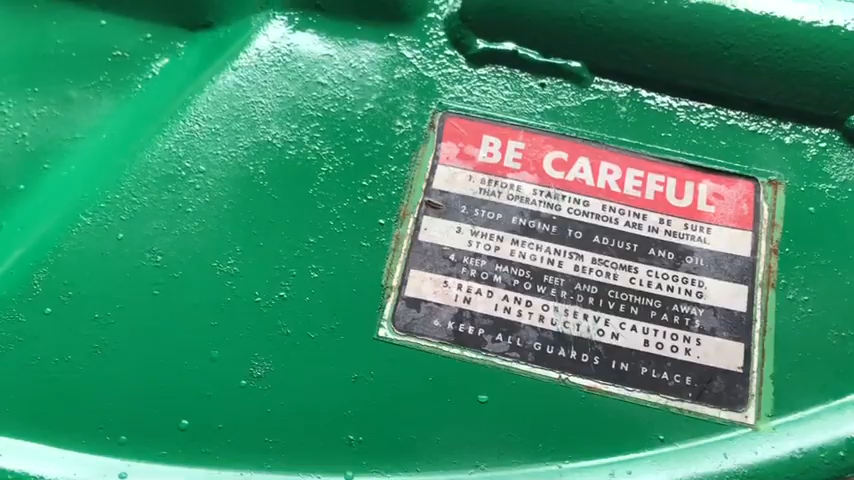 BE CAREFUL
1. BEFORE STARTING ENGINE BE SURE
THAT OPERATING CONTROLS ARE IN NEUTRAL.
2. STOP ENGINE TO ADJUST AND OIL.
3. WHEN MECHANISM BECOMES CLOGGED,
STOP ENGINE BEFORE CLEANING
4. KEEP HANDS, FEET AND CLOTHING AWAY
FROM POWER-DRIVEN PARTS.
5. READ AND OBSERVE CAUTIONS
IN INSTRUCTION BOOK.
6. KEEP ALL GUARDS IN PLACE.